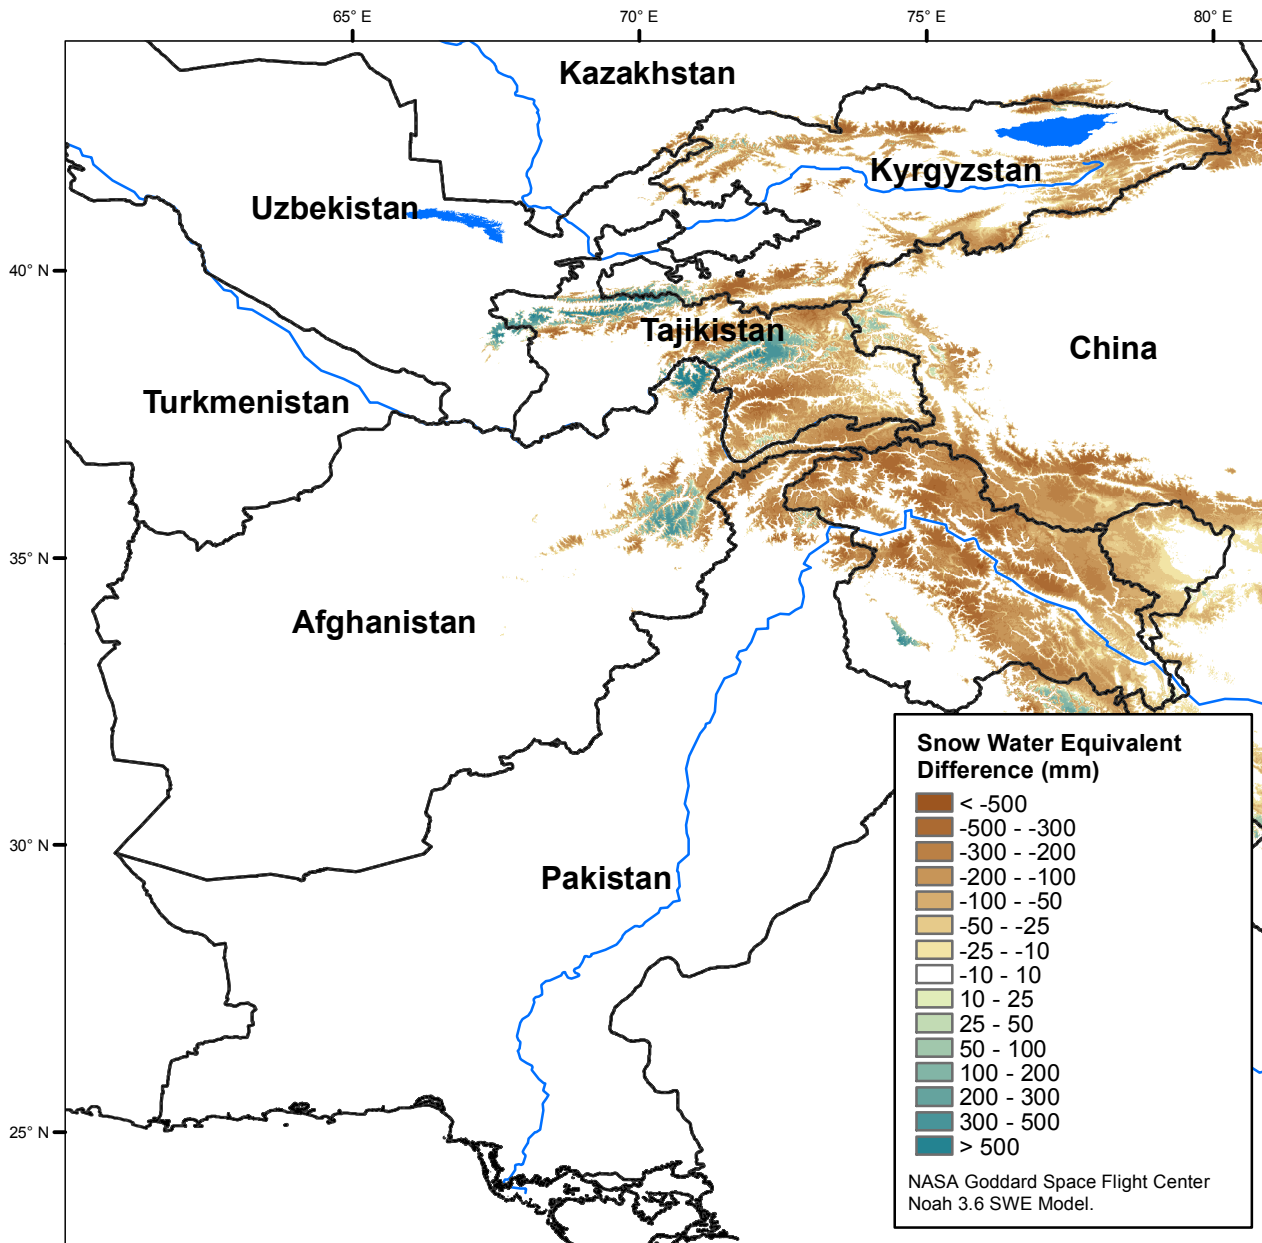 65° E
70° E
75° E
80° E
Kazakhstan
Kyrgyzstan
Uzbekistan
40° N
Tajikistan
China
Turkmenistan
35° N
Afghanistan
30° N
Pakistan
25° N
Snow Water Equivalent
Difference (mm)
< -500
-500 - -300
-300 - -200
-200 - -100
-100 - -50
-50 - -25
-25 - -10
-10 - 10
10 - 25
25 - 50
50 - 100
100 - 200
200 - 300
300 - 500
> 500
NASA Goddard Space Flight Center
Noah 3.6 SWE Model.